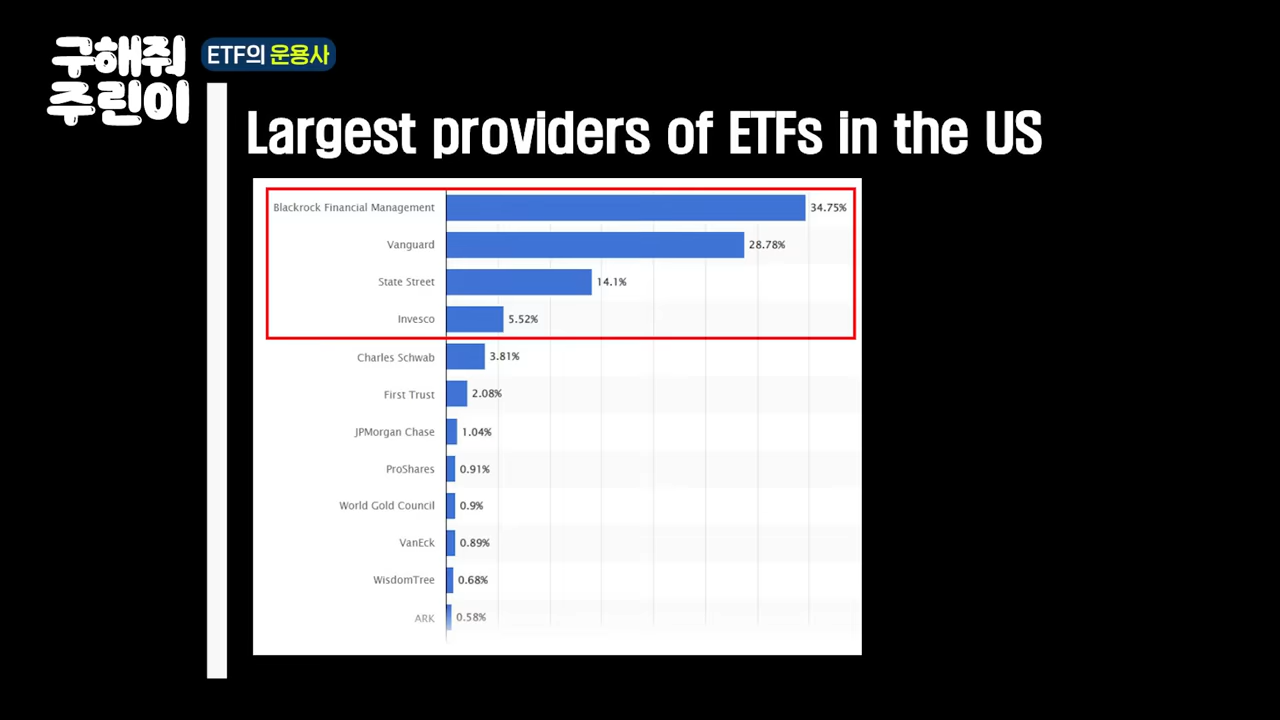 구해줘
주린이
ETF의 운용사
Largest providers of ETFs in the US
Blackrock Financial Management 34.75%
Vanguard 28.78%
State Street 14.1%
Invesco 5.52%
Charles Schwab 3.81%
First Trust 2.08%
JPMorgan Chase 1.04%
ProShares 0.91%
World Gold Council 0.9%
VanEck 0.89%
WisdomTree 0.68%
ARK 0.58%